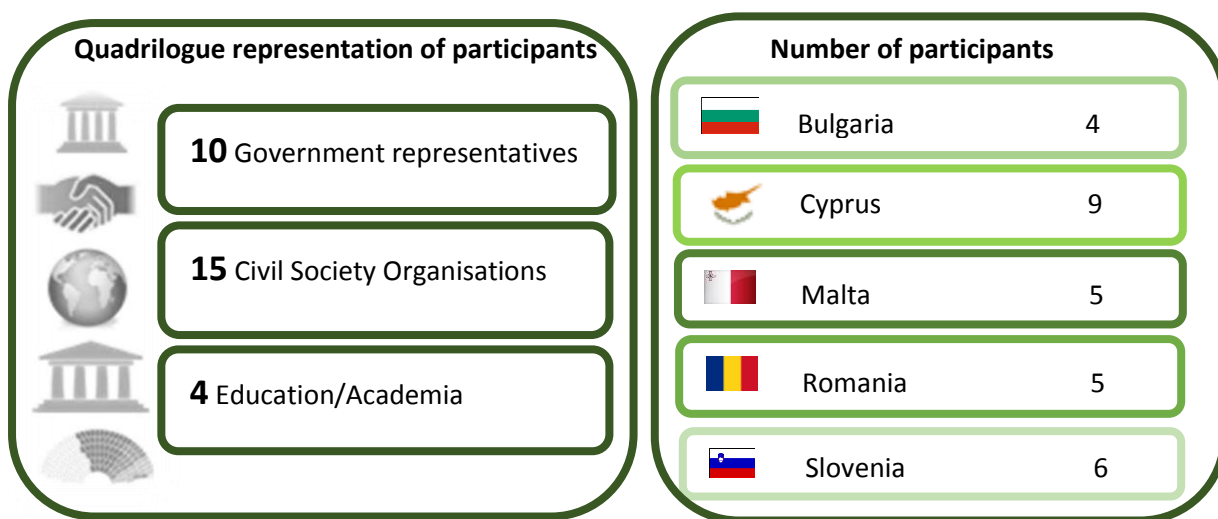 Quadrilogue representation of participants
10 Government representatives
15 Civil Society Organisations
4 Education/Academia
Number of participants
Bulgaria 4
Cyprus 9
Malta 5
Romania 5
Slovenia 6